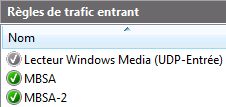 Règles de trafic entrant
Nom
Lecteur Windows Media (UDP-Entrée)
MBSA
MBSA-2